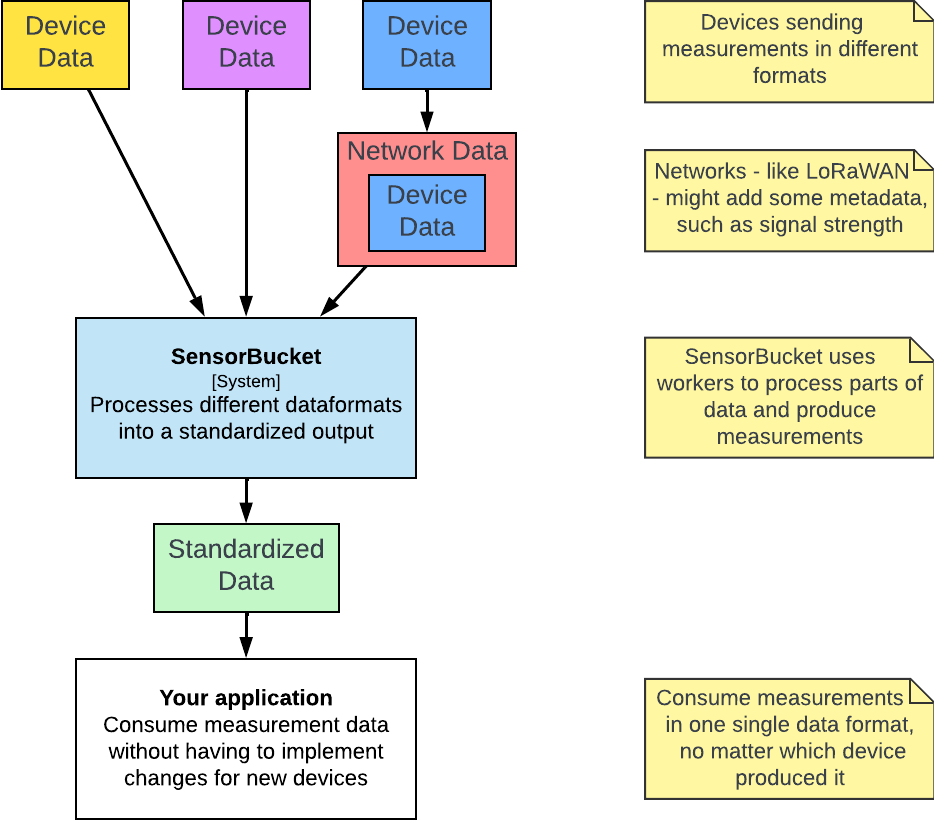 Device
Data
Device
Data
Device
Data
Devices sending
measurements in different
formats
Network Data
Device
Data
Networks - like LoRaWAN
- might add some metadata,
such as signal strength
SensorBucket
[System]
Processes different dataformats
into a standardized output
SensorBucket uses
workers to process parts of
data and produce
measurements
Standardized
Data
Your application
Consume measurement data
without having to implement
changes for new devices
Consume measurements
in one single data format,
no matter which device
produced it